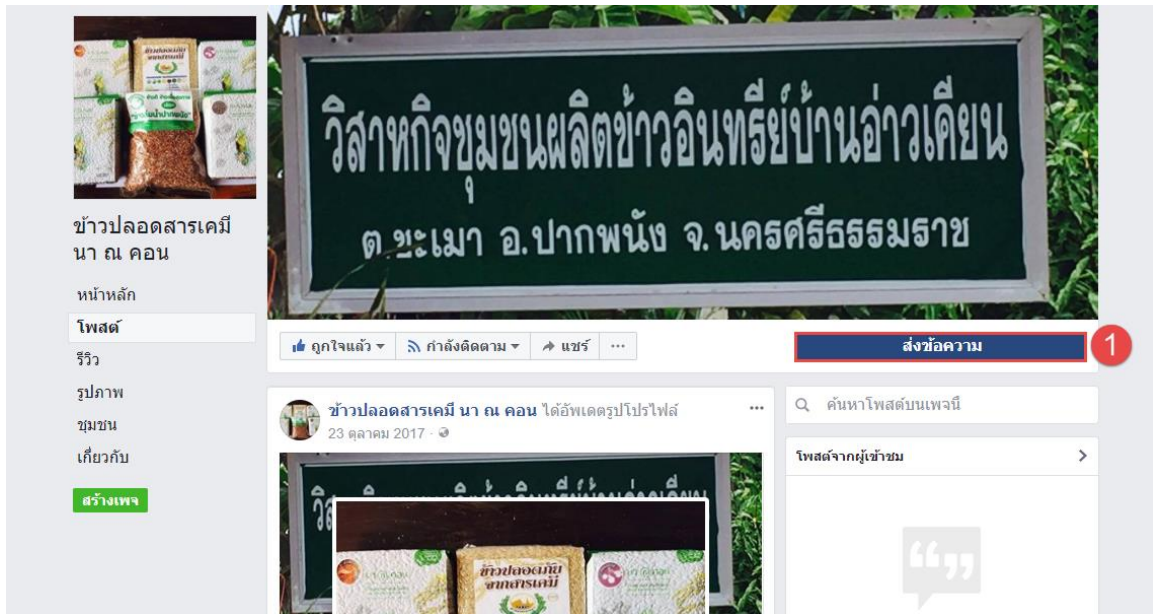 วิสาหกิจชุมชนผลิตข้าวอินทรีย์บ้านอ่าวเคียน
ต.ชะเมา อ.ปากพนัง จ.นครศรีธรรมราช
ข้าวปลอดสารเคมี
นา ณ คอน
หน้าหลัก
โพสต์
รีวิว
รูปภาพ
ชุมชน
เกี่ยวกับ
สร้างเพจ
ถูกใจแล้ว กำลังติดตาม แชร์ ...
ส่งข้อความ 1
ข้าวปลอดสารเคมี นา ณ คอน ได้อัพเดตรูปโปรไฟล์ ...
23 ตุลาคม 2017
ค้นหาโพสต์บนเพจนี้
โพสต์จากผู้เข้าชม
ข้าวปลอดภัย
จากสารเคมี